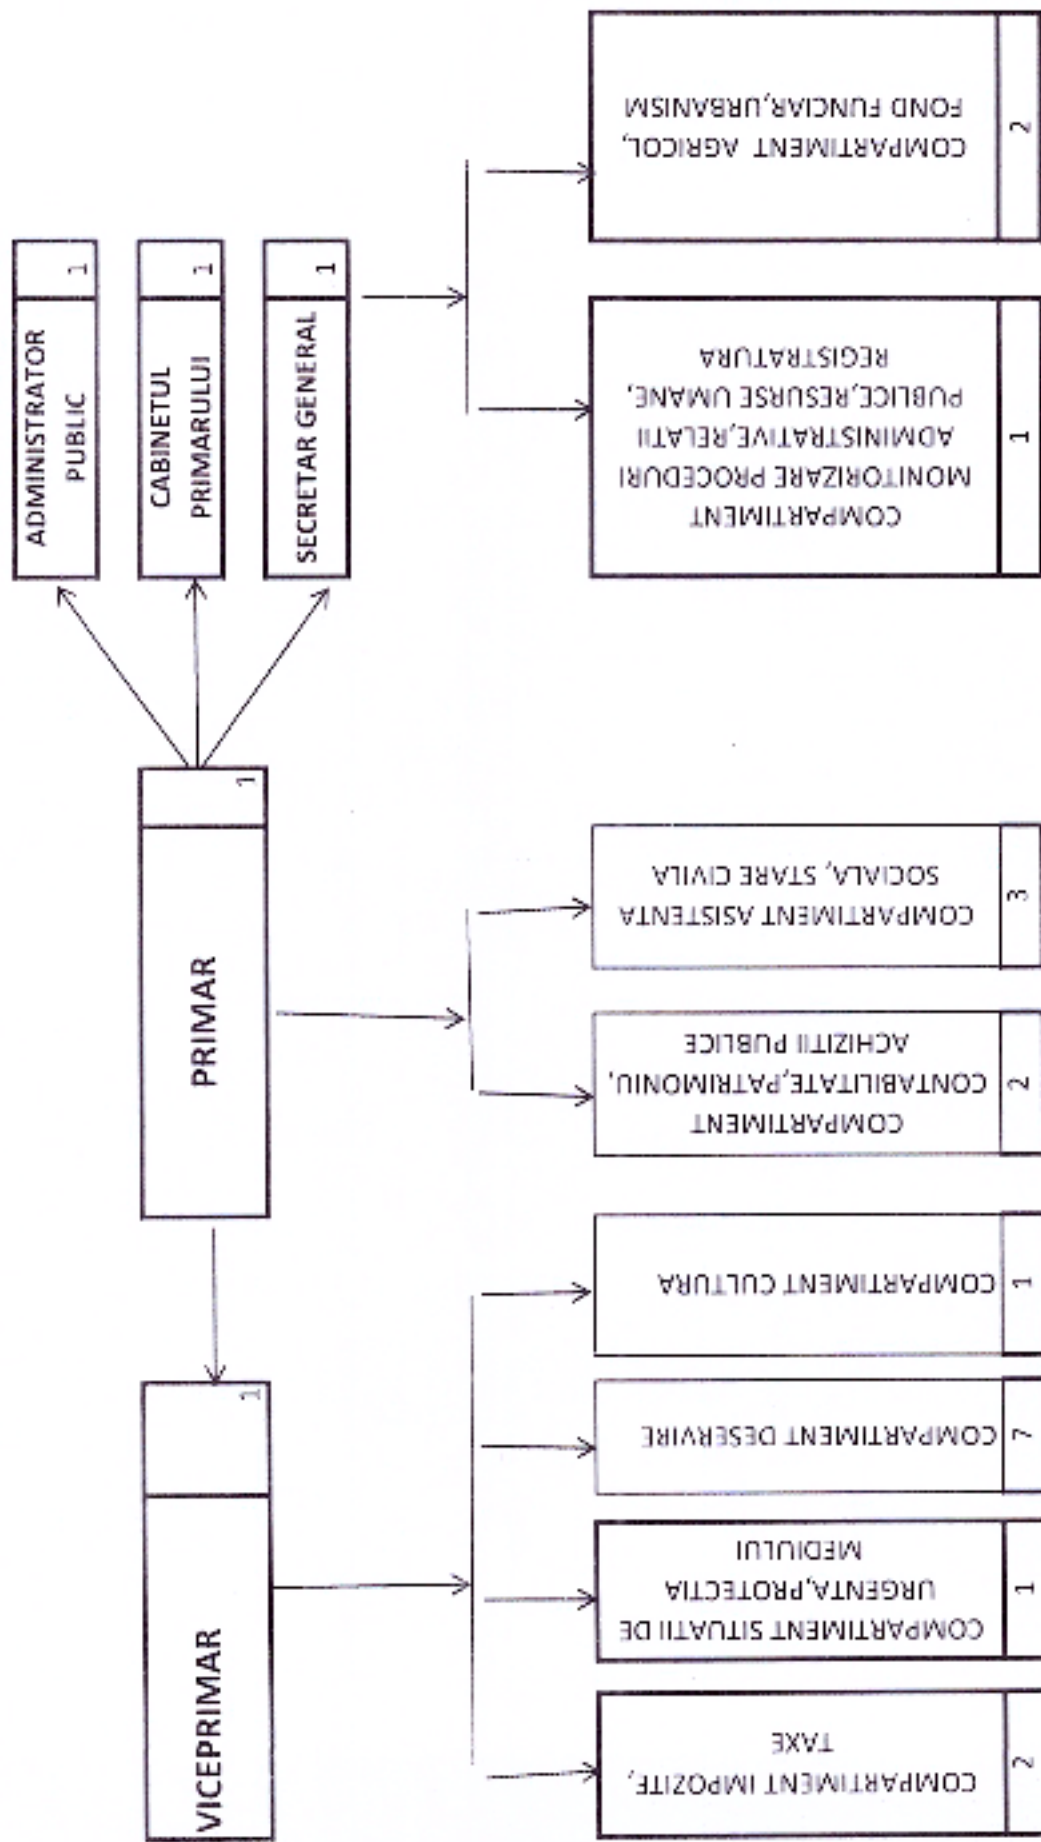 VICEPRIMAR
1
PRIMAR
1
ADMINISTRATOR
PUBLIC
1
CABINETUL
PRIMARULUI
1
SECRETAR GENERAL
1
COMPARTIMENT IMPOZITE,
TAXE
2
COMPARTIMENT SITUATII DE
URGENTA,PROTECTIA
MEDIULUI
1
COMPARTIMENT DESERVIRE
7
COMPARTIMENT CULTURA
1
COMPARTIMENT
CONTABILITATE,PATRIMONIU,
ACHIZITII PUBLICE
2
COMPARTIMENT ASISTENTA
SOCIALA, STARE CIVILA
3
COMPARTIMENT
MONITORIZARE PROCEDURI
ADMINISTRATIVE,RELATII
PUBLICE,RESURSE UMANE,
REGISTRATURA
1
COMPARTIMENT AGRICOL,
FOND FUNCIAR,URBANISM
2